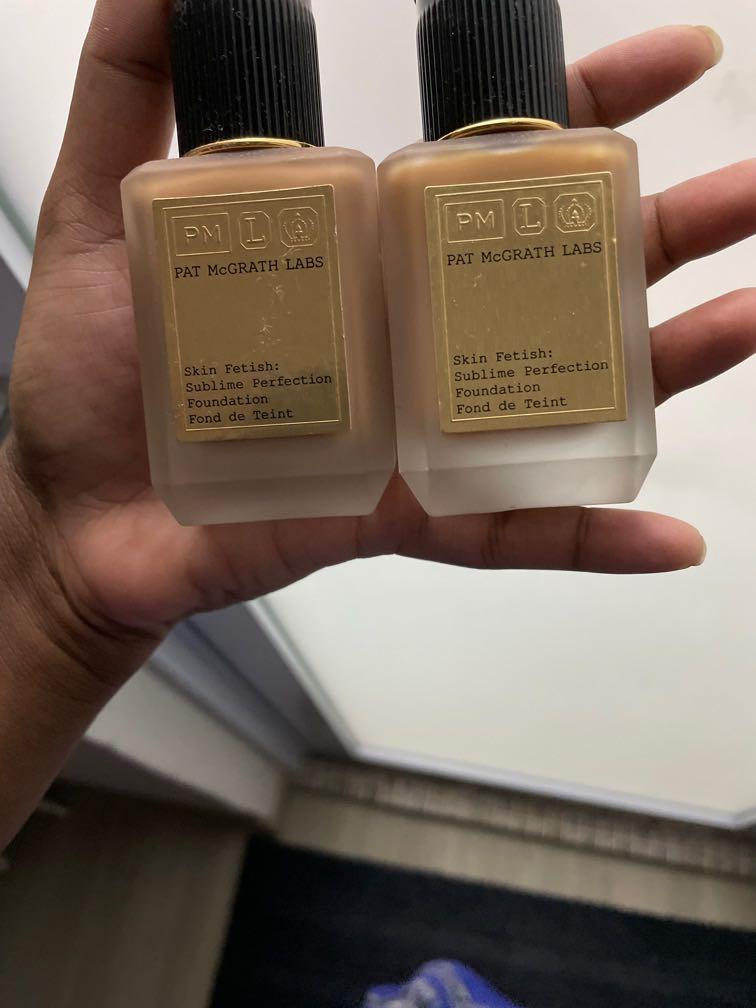 PM L A
PAT McGRATH LABS
Skin Fetish:
Sublime Perfection
Foundation
Fond de Teint
PM L A
PAT McGRATH LABS
Skin Fetish:
Sublime Perfection
Foundation
Fond de Teint